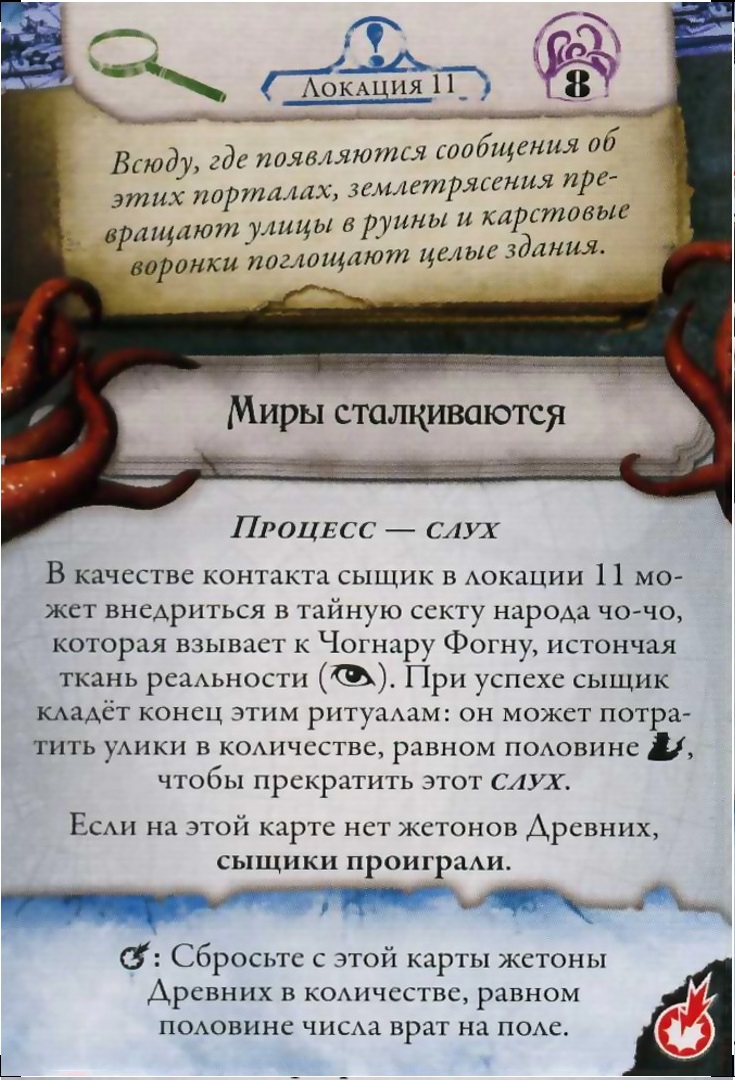 Локация 11
8
Всюду, где появляются сообщения об
этих порталах, землетрясения пре-
вращают улицы в руины и карстовые
воронки поглощают целые здания.
Миры сталкиваются
Процесс — слух
В качестве контакта сыщик в локации 11 мо-
жет внедриться в тайную секту народа чо-чо,
которая взывает к Чогнару Фогну, истончая
ткань реальности (). При успехе сыщик
кладёт конец этим ритуалам: он может потра-
тить улики в количестве, равном половине ,
чтобы прекратить этот слух.
Если на этой карте нет жетонов Древних,
сыщики проиграли.
: Сбросьте с этой карты жетоны
Древних в количестве, равном
половине числа врат на поле.